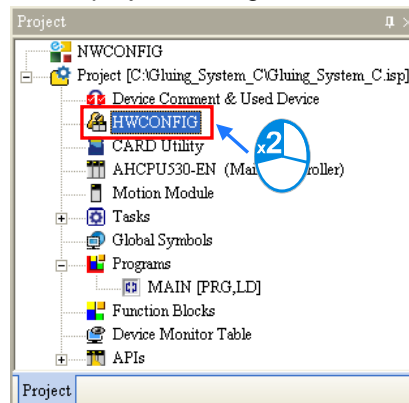 Project
NWCONFIG
Project [C:\Gluing_System_C\Gluing_System_C.isp]
Device Comment & Used Device
HWCONFIG
CARD Utility
x2
AHCPU530-EN (Mai roller)
Motion Module
Tasks
Global Symbols
Programs
MAIN [PRG,LD]
Function Blocks
Device Monitor Table
APIs
Project